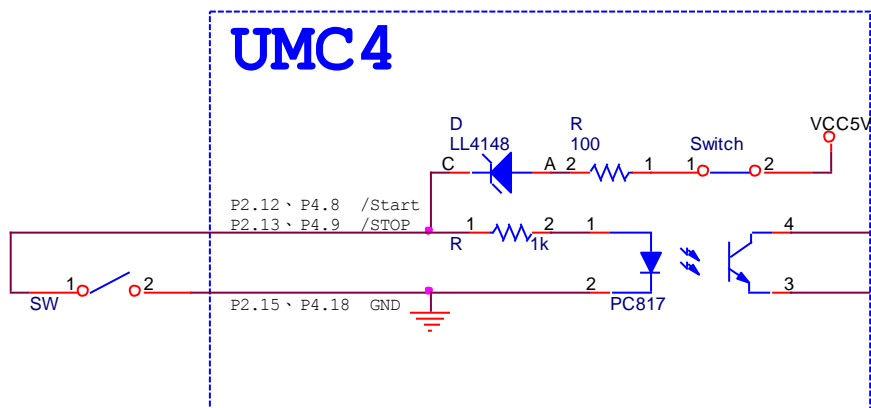 UMC4
VCC5V
D
LL4148
R
100
Switch
C
A
2
1
1
2
P2.12、P4.8 /Start
P2.13、P4.9 /STOP
1
2
1
4
R
1k
1
2
SW
2
3
P2.15、P4.18 GND
PC817